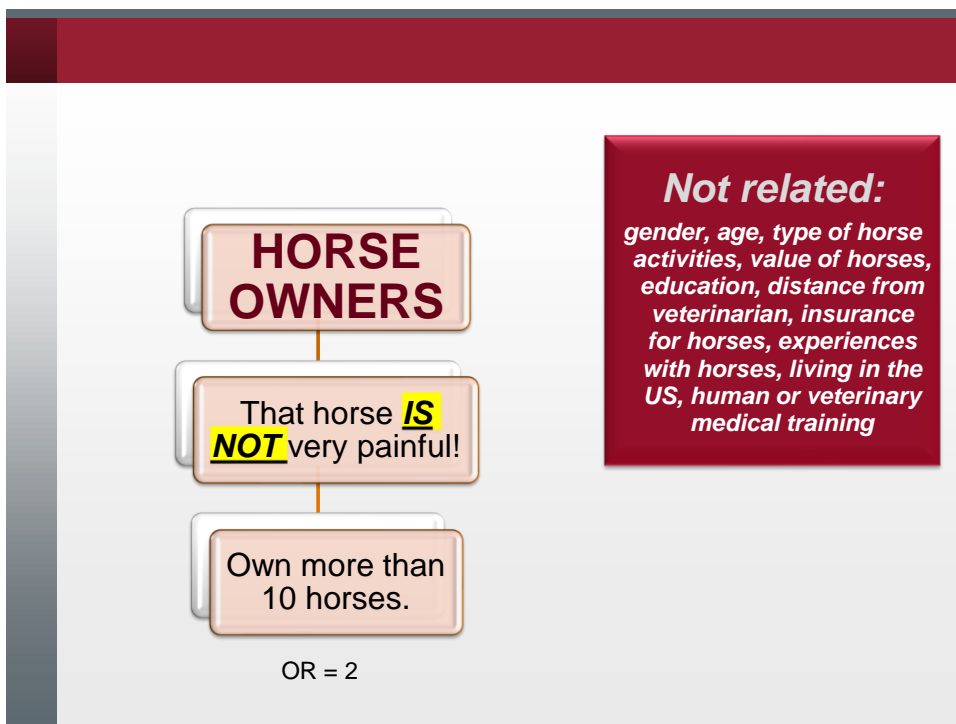 HORSE
OWNERS
That horse IS
NOT very painful!
Own more than
10 horses.
OR = 2
Not related:
gender, age, type of horse
activities, value of horses,
education, distance from
veterinarian, insurance
for horses, experiences
with horses, living in the
US, human or veterinary
medical training